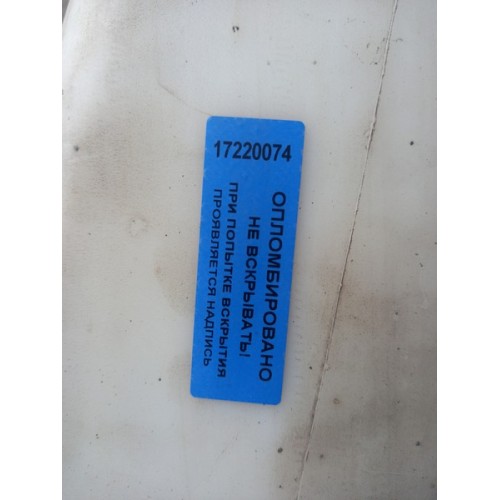 17220074
ОПЛОМБИРОВАНО
НЕ ВСКРЫВАТЬ!
ПРИ ПОПЫТКЕ ВСКРЫТИЯ
ПРОЯВЛЯЕТСЯ НАДПИСЬ